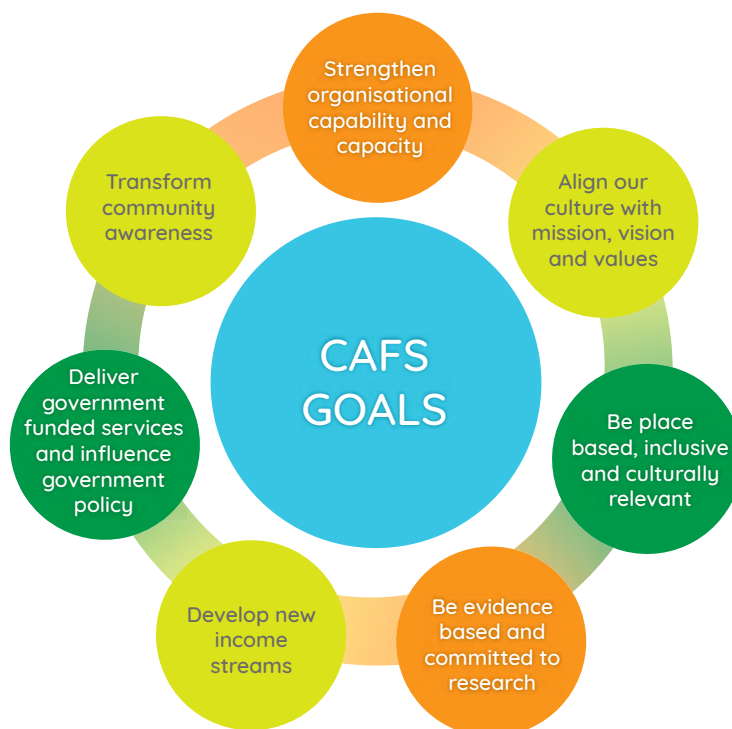 Strengthen
organisational
capability and
capacity
Align our
culture with
mission, vision
and values
Be place
based, inclusive
and culturally
relevant
Be evidence
based and
committed to
research
Develop new
income
streams
Deliver
government
funded services
and influence
government
policy
Transform
community
awareness
CAFS
GOALS